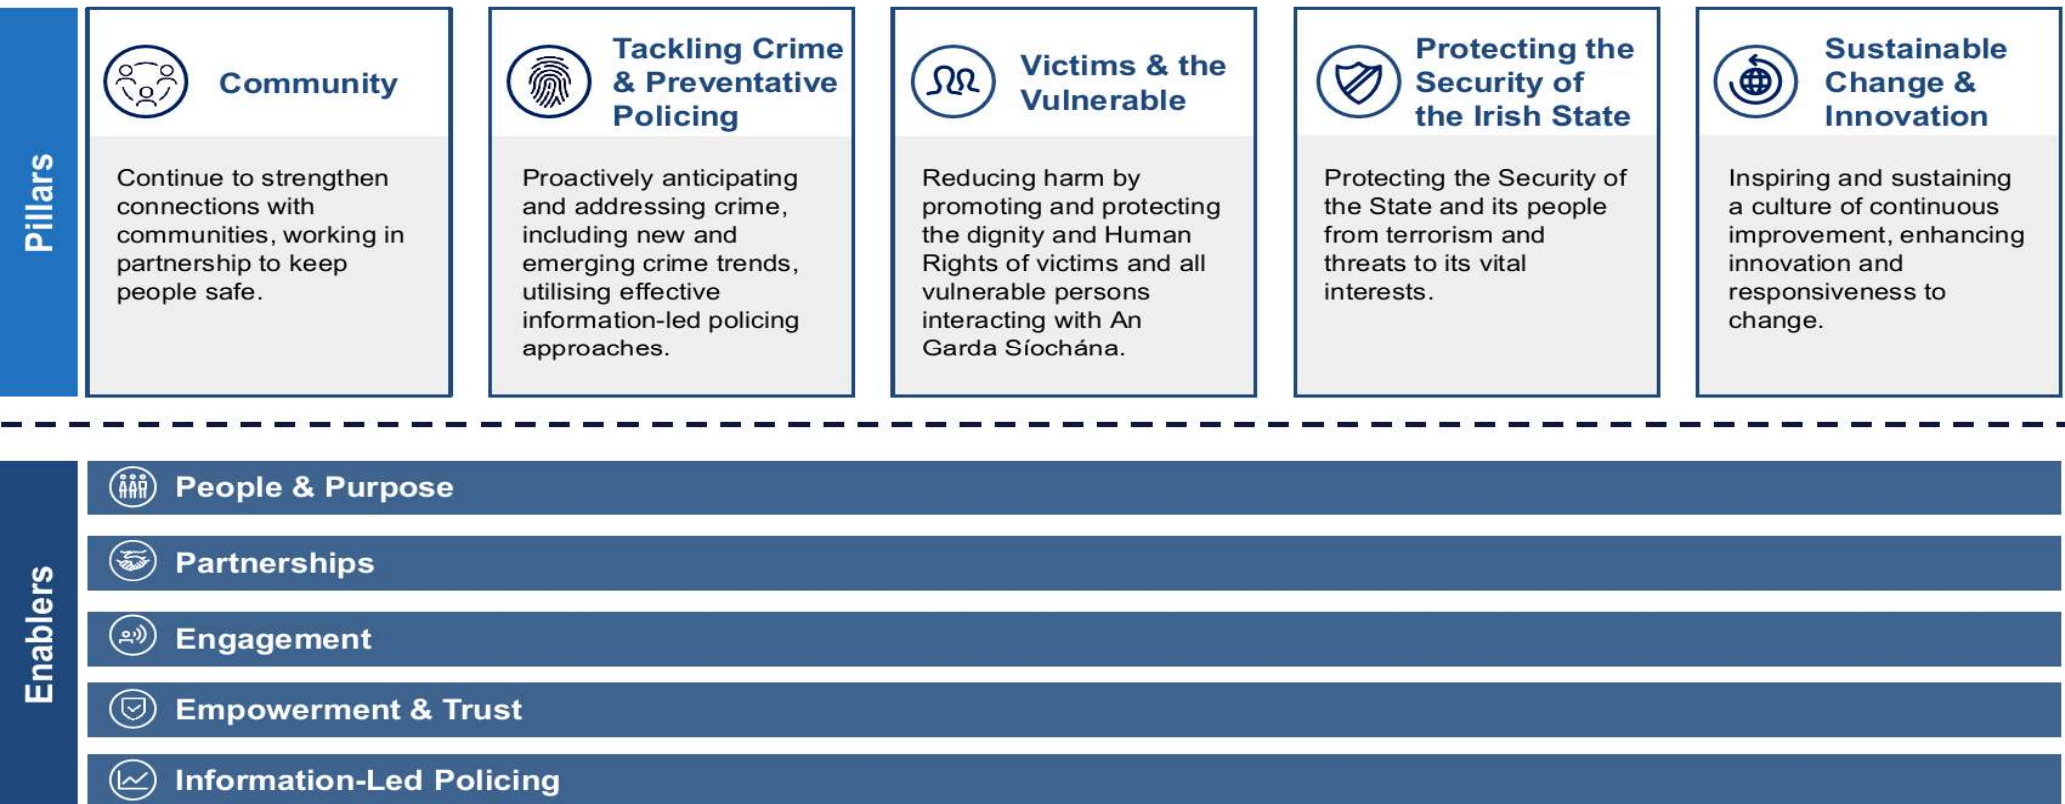 Pillars
Community
Continue to strengthen
connections with
communities, working in
partnership to keep
people safe.
Tackling Crime
& Preventative
Policing
Proactively anticipating
and addressing crime,
including new and
emerging crime trends,
utilising effective
information-led policing
approaches.
Victims & the
Vulnerable
Reducing harm by
promoting and protecting
the dignity and Human
Rights of victims and all
vulnerable persons
interacting with An
Garda Síochána.
Protecting the
Security of
the Irish State
Protecting the Security of
the State and its people
from terrorism and
threats to its vital
interests.
Sustainable
Change &
Innovation
Inspiring and sustaining
a culture of continuous
improvement, enhancing
innovation and
responsiveness to
change.
Enablers
People & Purpose
Partnerships
Engagement
Empowerment & Trust
Information-Led Policing